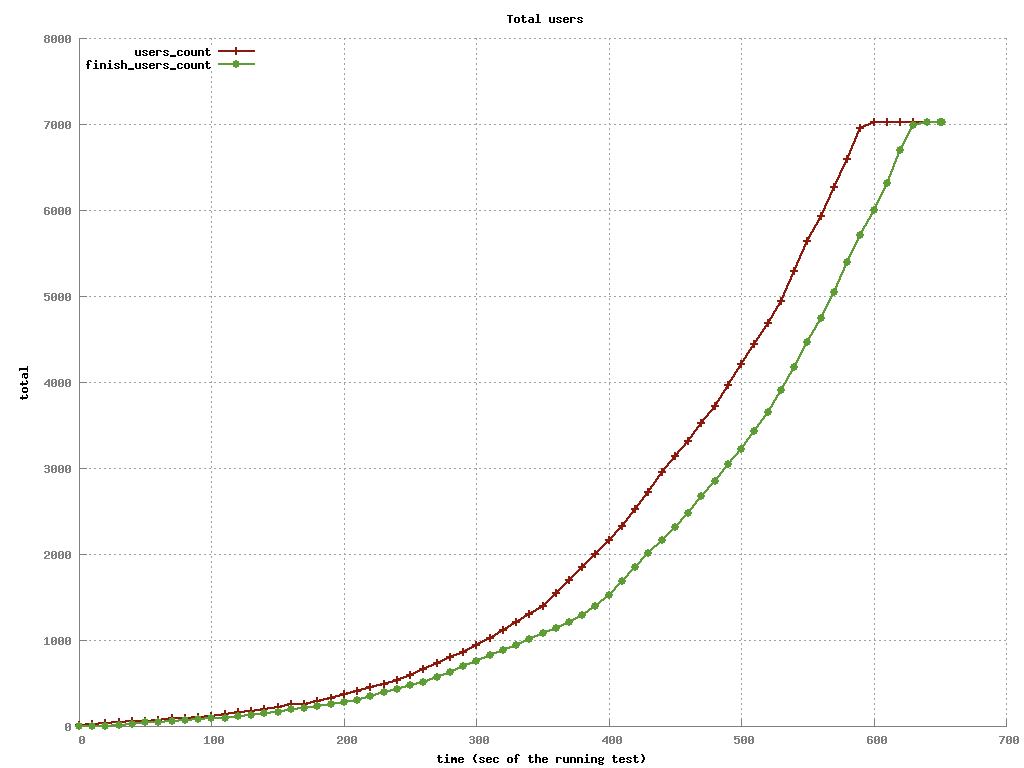 Total users
8000
7000
6000
5000
4000
3000
2000
1000
0
users_count
finish_users_count
total
0 100 200 300 400 500 600 700
time (sec of the running test)